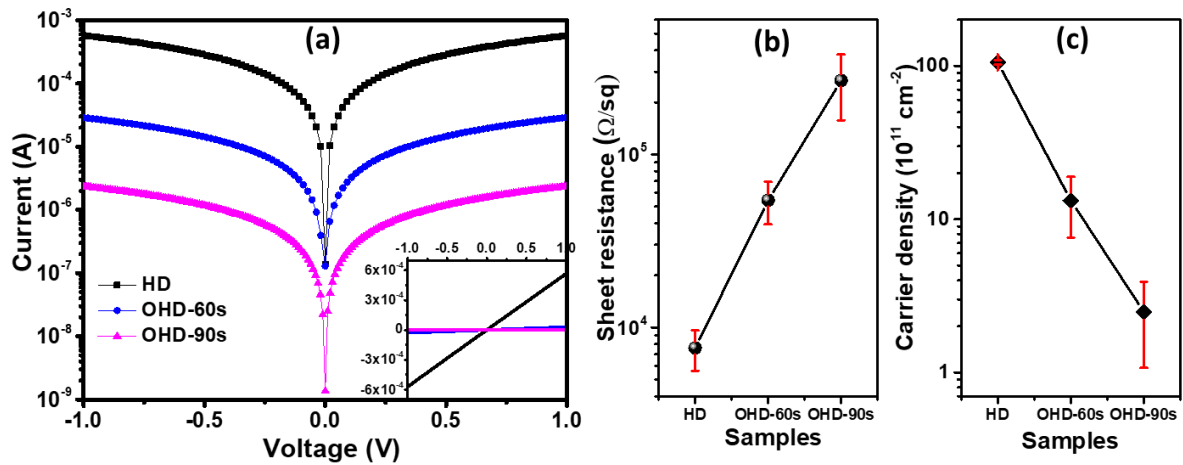 (a)
10⁻³
10⁻⁴
10⁻⁵
10⁻⁶
10⁻⁷
10⁻⁸
10⁻⁹
Current (A)
HD
OHD-60s
OHD-90s
-1.0 -0.5 0.0 0.5 1.0
6x10⁻⁴
3x10⁻⁴
0
-3x10⁻⁴
-6x10⁻⁴
-1.0 -0.5 0.0 0.5 1.0
Voltage (V)
(b)
Sheet resistance (Ω/sq)
10⁵
10⁴
HD OHD-60s OHD-90s
Samples
(c)
Carrier density (10¹¹ cm⁻²)
100
10
1
HD OHD-60s OHD-90s
Samples